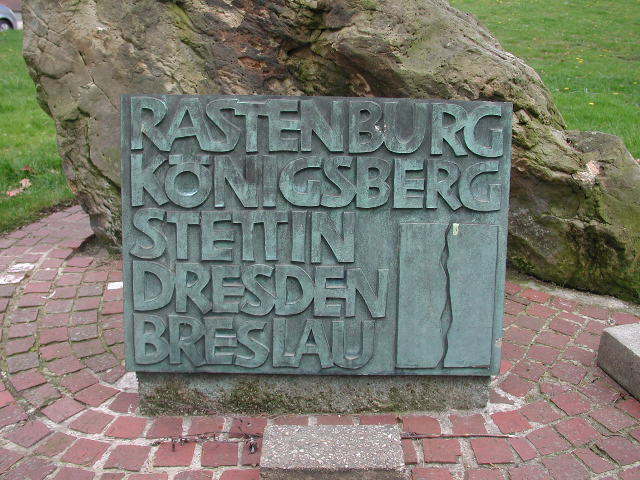 RASTENBURG
KÖNIGSBERG
STETTIN
DRESDEN
BRESLAU